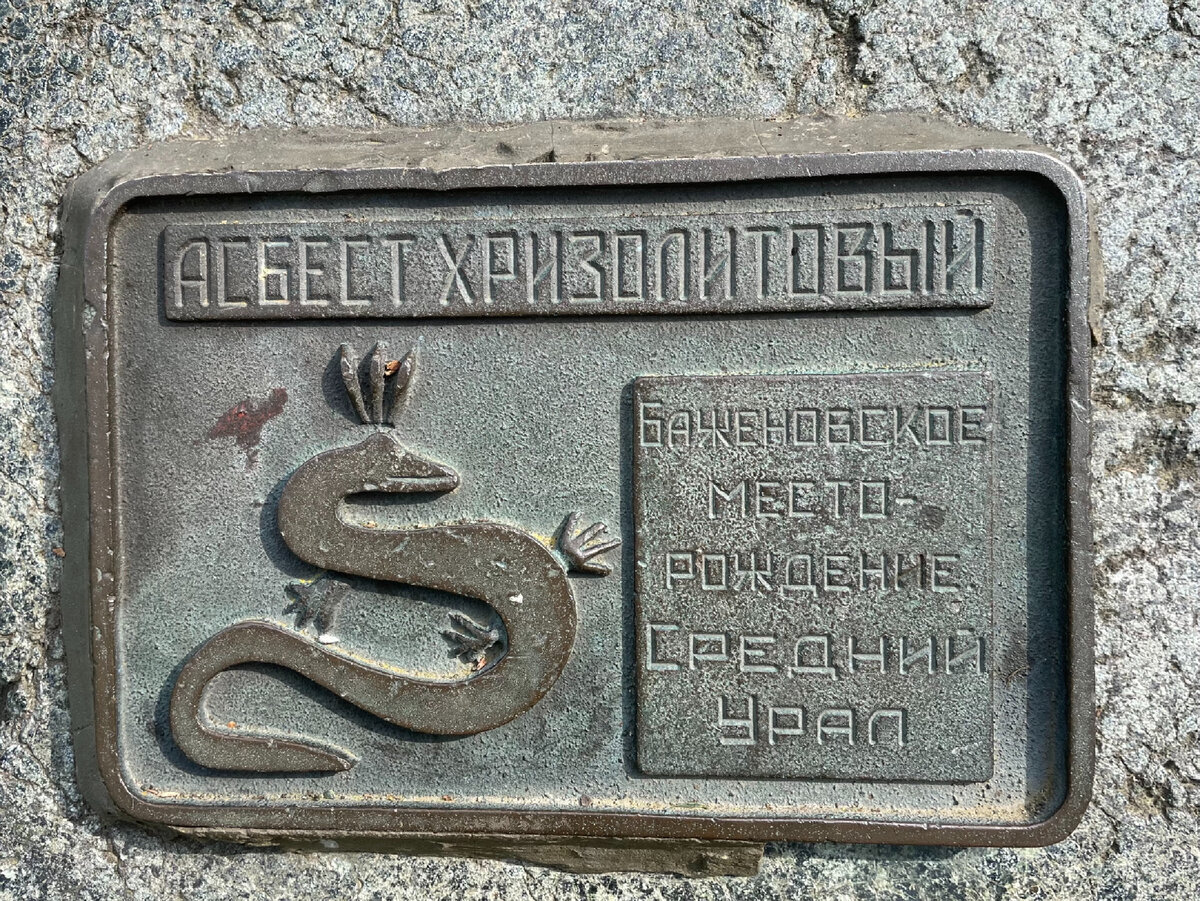 АСБЕСТ ХРИЗОЛИТОВЫЙ
БАЖЕНОВСКОЕ
МЕСТО-
РОЖДЕНИЕ
СРЕДНИЙ
УРАЛ